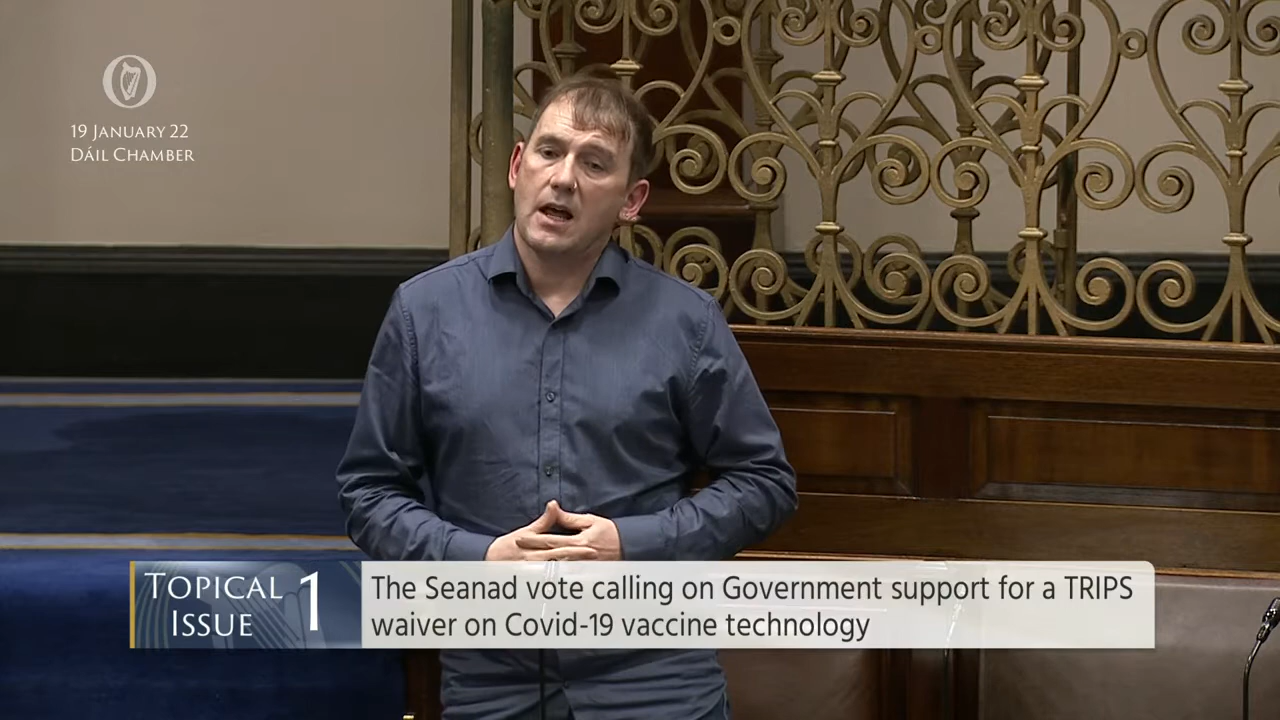 19 January 22
Dáil Chamber
Topical
Issue
1
The Seanad vote calling on Government support for a TRIPS
waiver on Covid-19 vaccine technology